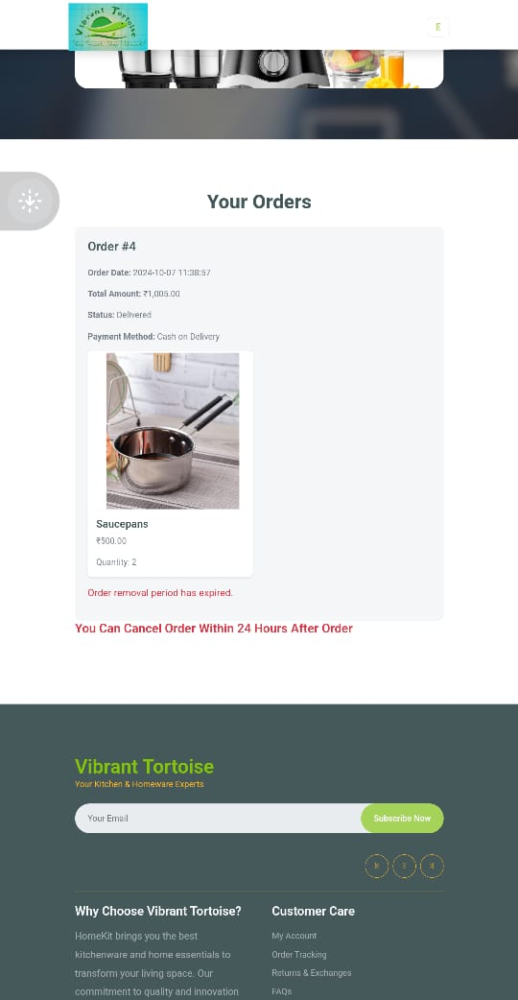 Vibrant Tortoise
Your Orders
Order #4
Order Date: 2024-10-07 11:38:57
Total Amount: ₹1,005.00
Status: Delivered
Payment Method: Cash on Delivery
Saucepans
₹500.00
Quantity: 2
Order removal period has expired.
You Can Cancel Order Within 24 Hours After Order
Vibrant Tortoise
Your Kitchen & Homeware Experts
Your Email
Subscribe Now
Why Choose Vibrant Tortoise?
HomeKit brings you the best
kitchenware and home essentials to
transform your living space. Our
commitment to quality and innovation
Customer Care
My Account
Order Tracking
Returns & Exchanges
FAQs